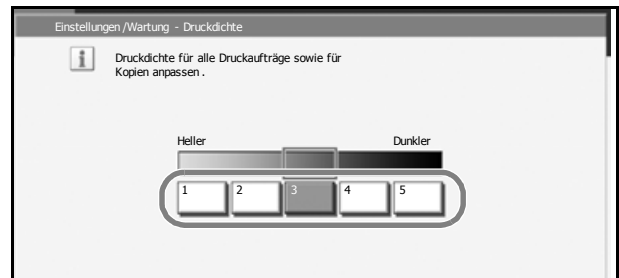 Einstellungen /Wartung - Druckdichte
i
Druckdichte für alle Druckaufträge sowie für
Kopien anpassen .
Heller Dunkler
1 2 3 4 5